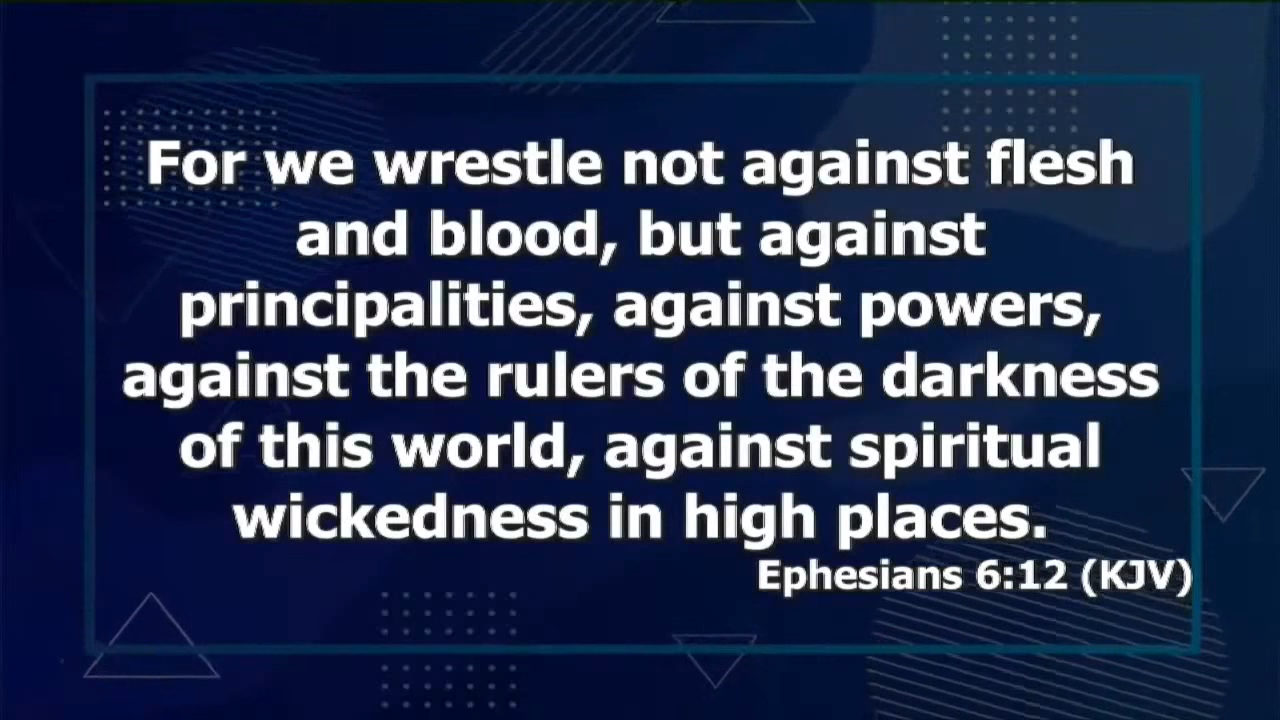 For we wrestle not against flesh
and blood, but against
principalities, against powers,
against the rulers of the darkness
of this world, against spiritual
wickedness in high places.
Ephesians 6:12 (KJV)